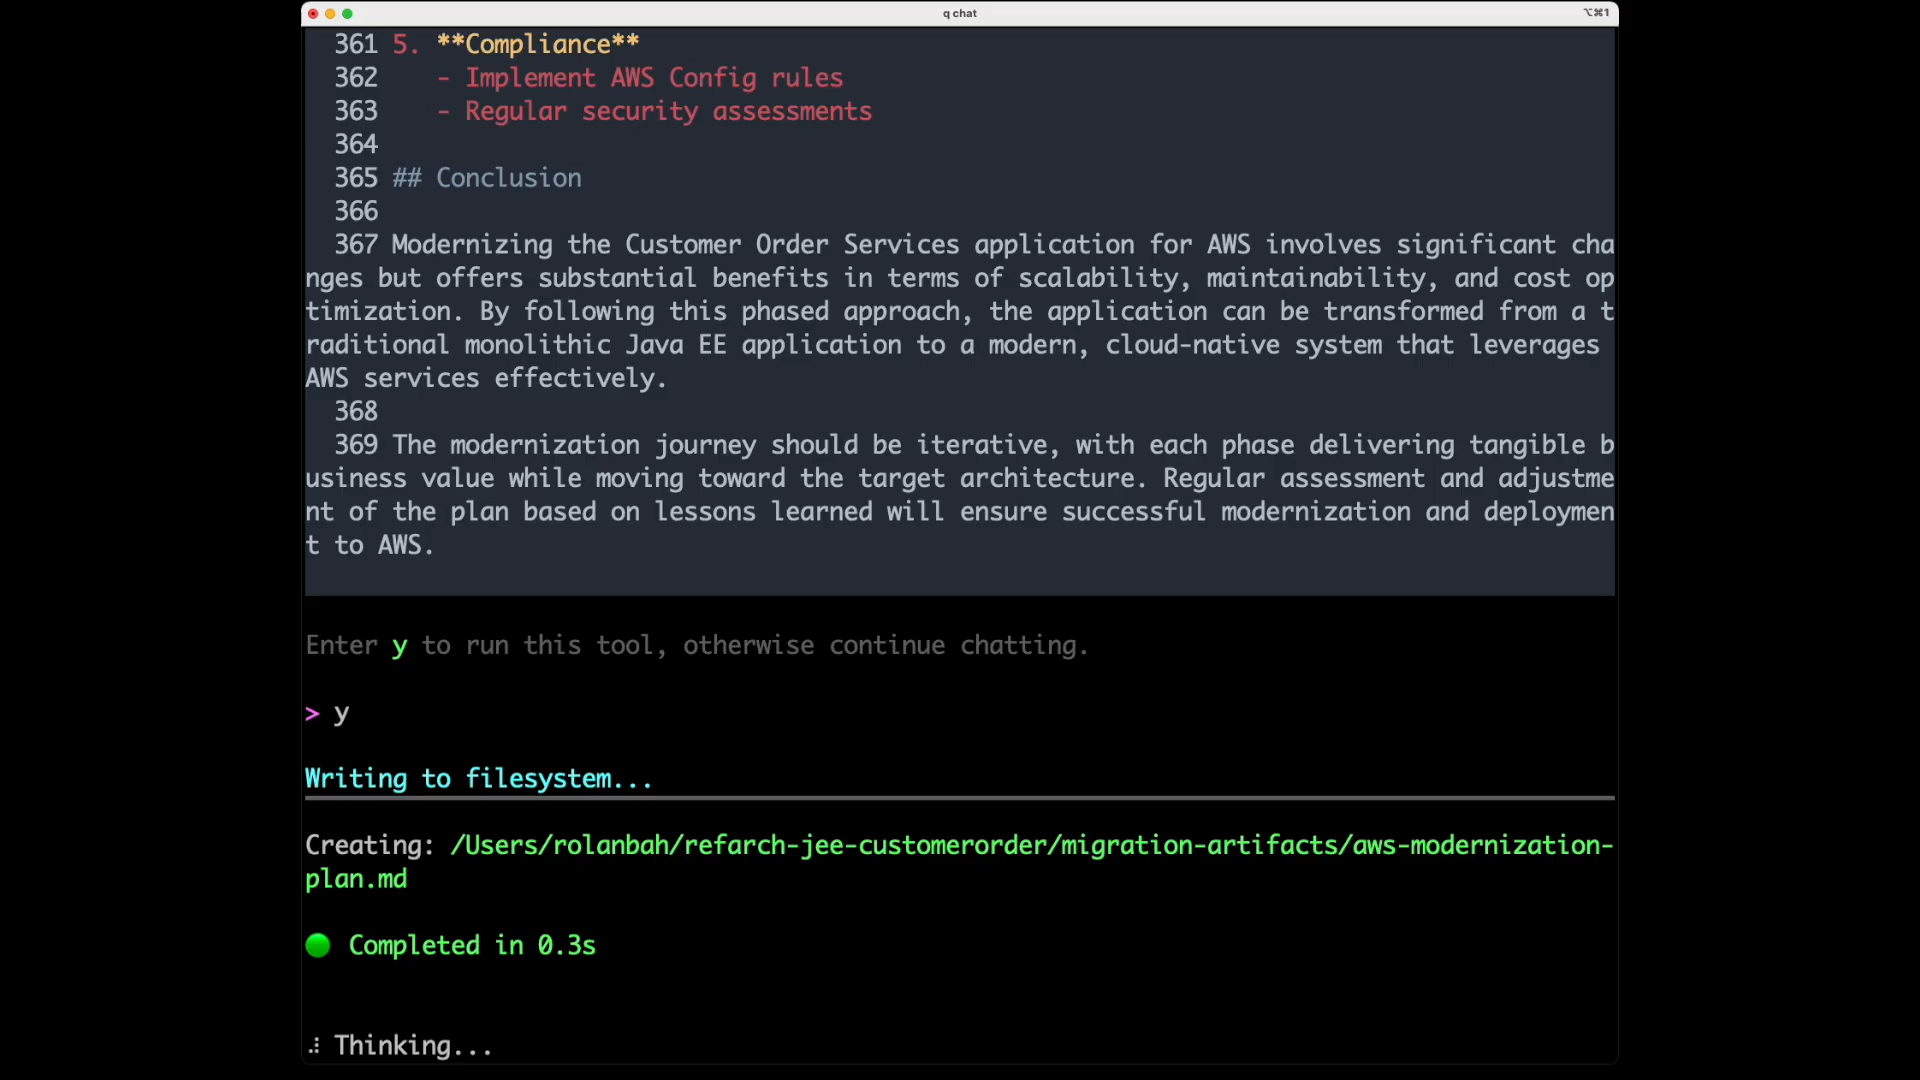 q chat
⌥⌘1
361 5. **Compliance**
362    - Implement AWS Config rules
363    - Regular security assessments
364
365 ## Conclusion
366
367 Modernizing the Customer Order Services application for AWS involves significant cha
nges but offers substantial benefits in terms of scalability, maintainability, and cost op
timization. By following this phased approach, the application can be transformed from a t
raditional monolithic Java EE application to a modern, cloud-native system that leverages
AWS services effectively.
368
369 The modernization journey should be iterative, with each phase delivering tangible b
usiness value while moving toward the target architecture. Regular assessment and adjustme
nt of the plan based on lessons learned will ensure successful modernization and deploymen
t to AWS.
Enter y to run this tool, otherwise continue chatting.
> y
Writing to filesystem...
Creating: /Users/rolanbah/refarch-jee-customerorder/migration-artifacts/aws-modernization-
plan.md
Completed in 0.3s
Thinking...